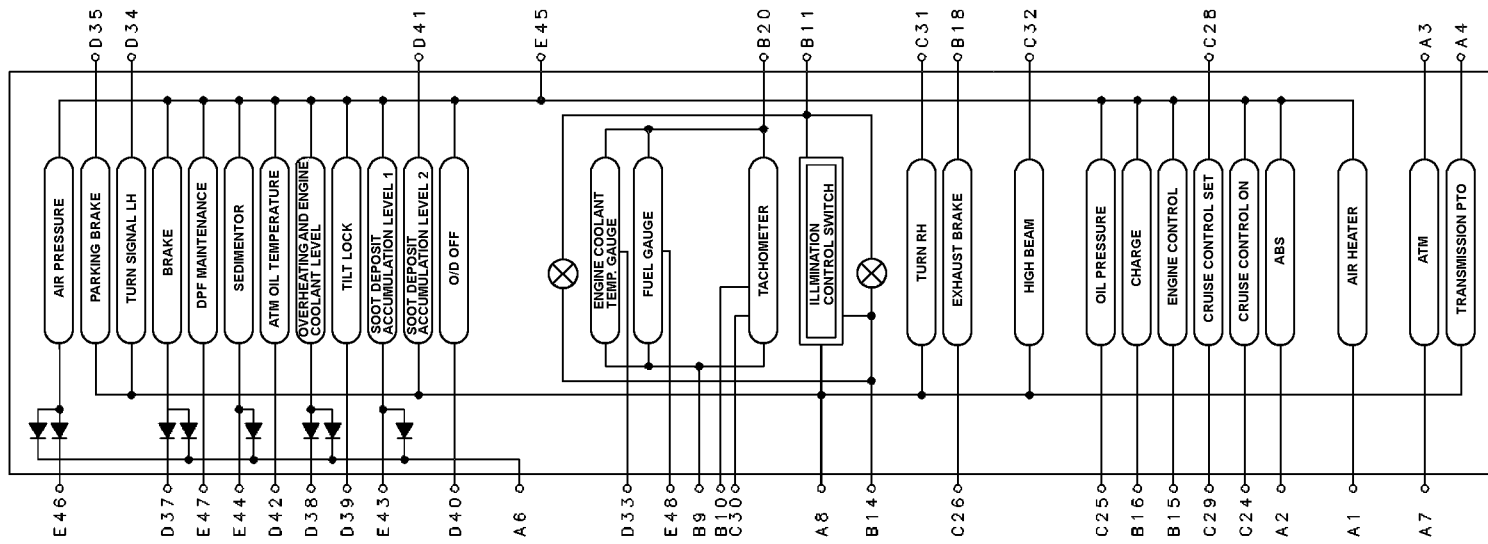 D35
D34
D41
E45
B20
B11
C31
B18
C32
C28
A3
A4
AIR PRESSURE
PARKING BRAKE
TURN SIGNAL LH
BRAKE
DPF MAINTENANCE
SEDIMENTOR
ATM OIL TEMPERATURE
OVERHEATING AND ENGINE
COOLANT LEVEL
TILT LOCK
SOOT DEPOSIT
ACCUMULATION LEVEL 1
SOOT DEPOSIT
ACCUMULATION LEVEL 2
O/D OFF
ENGINE COOLANT
TEMP. GAUGE
FUEL GAUGE
TACHOMETER
ILLMINATION
CONTROL SWITCH
TURN RH
EXHAUST BRAKE
HIGH BEAM
OIL PRESSURE
CHARGE
ENGINE CONTROL
CRUISE CONTROL SET
CRUISE CONTROL ON
ABS
AIR HEATER
ATM
TRANSMISSION PTO
E46
D37
E47
E44
D42
D38
D39
E43
D40
A6
D33
E48
B9
B10
C30
A8
B14
C26
C25
B16
B15
C29
C24
A2
A1
A7